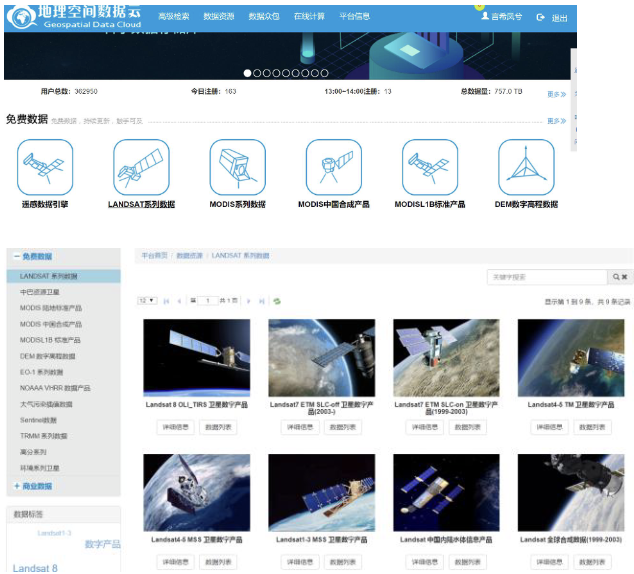 地理空间数据云
Geospatial Data Cloud
高级检索 数据资源 数据众包 在线计算 平台信息
言希风兮 退出
用户总数：362950 今日注册：163 13:00~14:00注册：13 总数据量：757.0 TB 更多
免费数据 免费数据，持续更新，触手可及 更多
遥感数据引擎 LANDSAT系列数据 MODIS系列数据 MODIS中国合成产品 MODISL1B标准产品 DEM数字高程数据
免费数据
LANDSAT 系列数据
中巴资源卫星
MODIS 陆地标准产品
MODIS 中国合成产品
MODISL1B 标准产品
DEM 数字高程数据
EO-1 系列数据
NOAAA VHRR 数据产品
大气污染插值数据
Sentinel数据
TRMM 系列数据
高分系列
环境系列卫星
商业数据
数据标签
Landsat1-3
数字产品
Landsat 8
平台首页 / 数据资源 / LANDSAT 系列数据
关键字搜索
12 第 1 共 1 页
显示第 1 到 9 条，共 9 条记录
Landsat 8 OLI_TIRS 卫星数字产品
详细信息 数据列表
Landsat7 ETM SLC-off 卫星数字产品(2003-)
详细信息 数据列表
Landsat7 ETM SLC-on 卫星数字产品(1999-2003)
详细信息 数据列表
Landsat4-5 TM 卫星数字产品
详细信息 数据列表
Landsat4-5 MSS 卫星数字产品
详细信息 数据列表
Landsat1-3 MSS 卫星数字产品
详细信息 数据列表
Landsat 中国内陆水体信息产品
详细信息 数据列表
Landsat 全球合成数据(1999-2003)
详细信息 数据列表